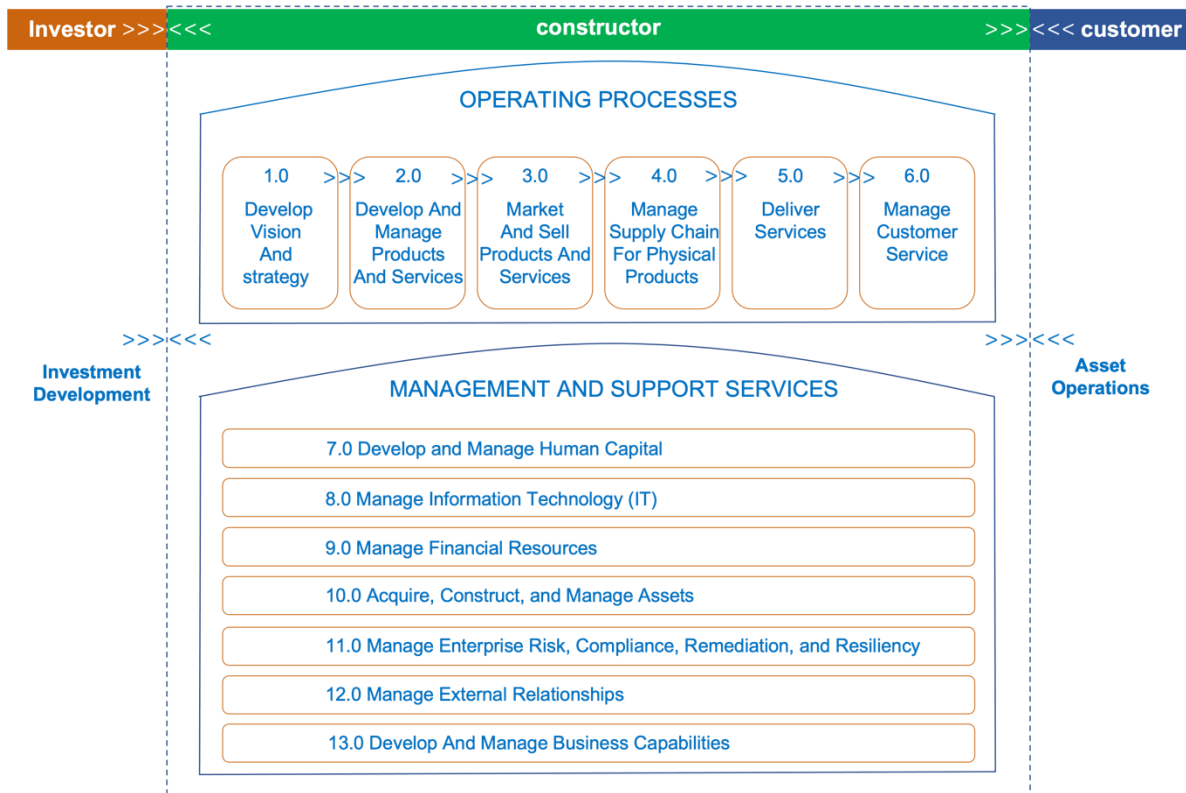 Investor >>> <<< constructor >>> <<< customer
OPERATING PROCESSES
1.0 >>> 2.0 >>> 3.0 >>> 4.0 >>> 5.0 >>> 6.0
Develop
Vision
And
strategy
Develop And
Manage
Products
And Services
Market
And Sell
Products And
Services
Manage
Supply Chain
For Physical
Products
Deliver
Services
Manage
Customer
Service
>>> <<<
>>> <<<
Investment
Development
Asset
Operations
MANAGEMENT AND SUPPORT SERVICES
7.0 Develop and Manage Human Capital
8.0 Manage Information Technology (IT)
9.0 Manage Financial Resources
10.0 Acquire, Construct, and Manage Assets
11.0 Manage Enterprise Risk, Compliance, Remediation, and Resiliency
12.0 Manage External Relationships
13.0 Develop And Manage Business Capabilities